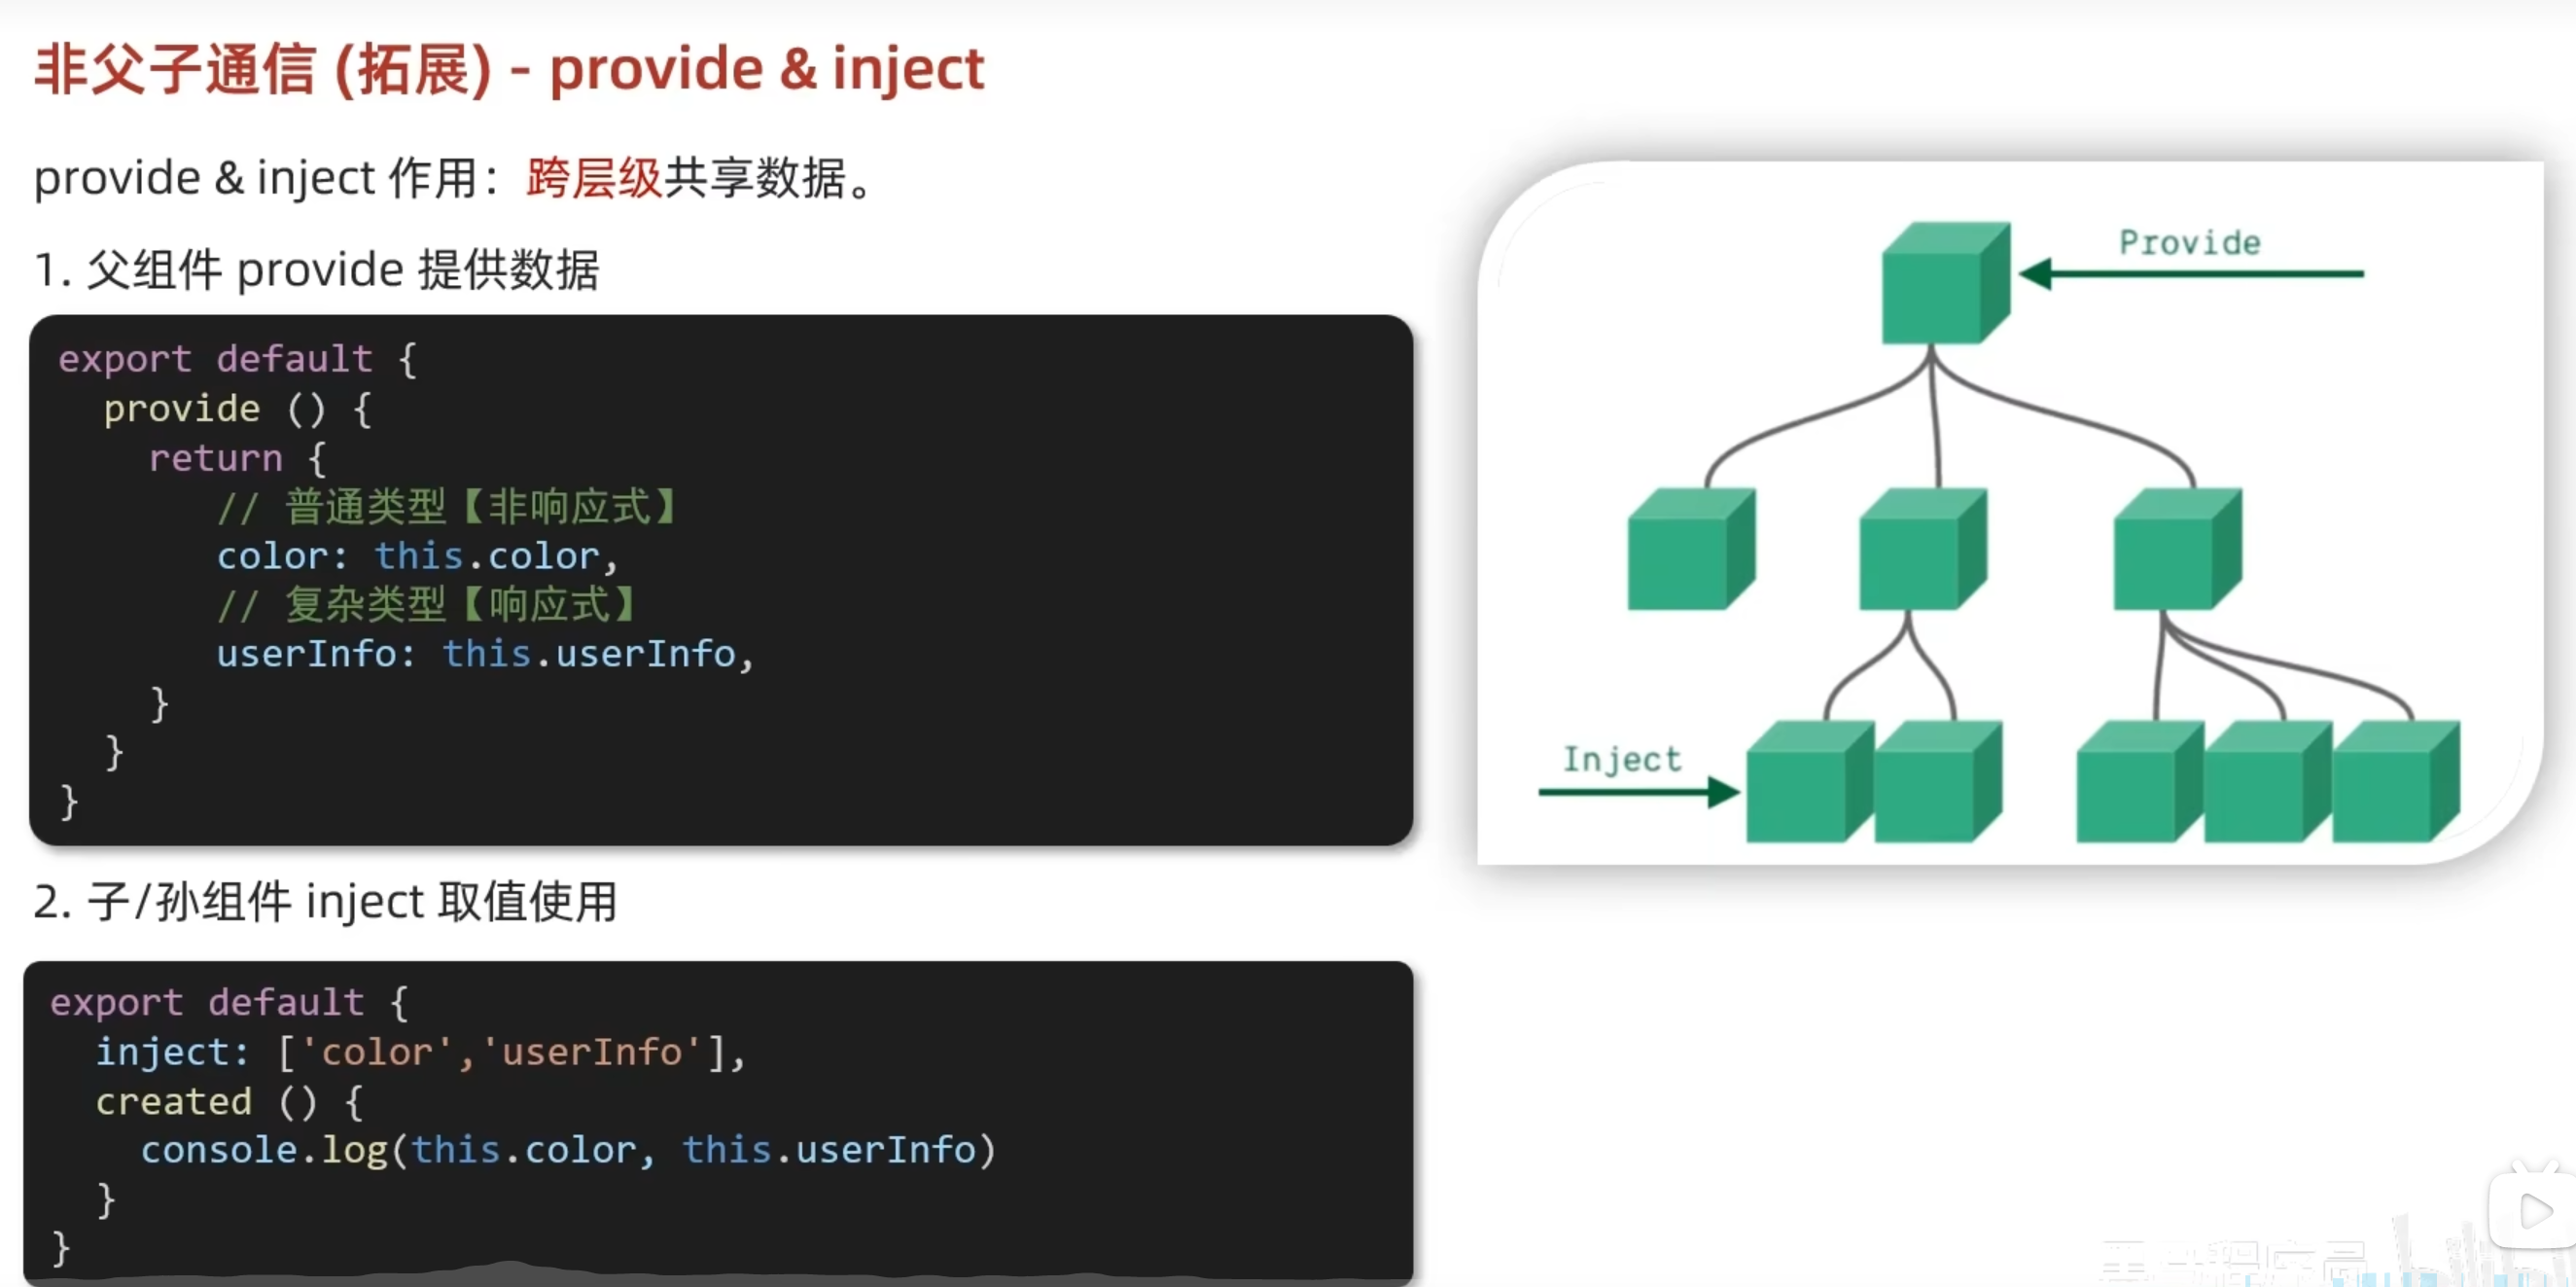 非父子通信 (拓展) - provide & inject
provide & inject 作用：跨层级共享数据。
1. 父组件 provide 提供数据
export default {
  provide () {
    return {
       // 普通类型【非响应式】
       color: this.color,
       // 复杂类型【响应式】
       userInfo: this.userInfo,
    }
  }
}
2. 子/孙组件 inject 取值使用
export default {
  inject: ['color','userInfo'],
  created () {
    console.log(this.color, this.userInfo)
  }
}
Provide
Inject